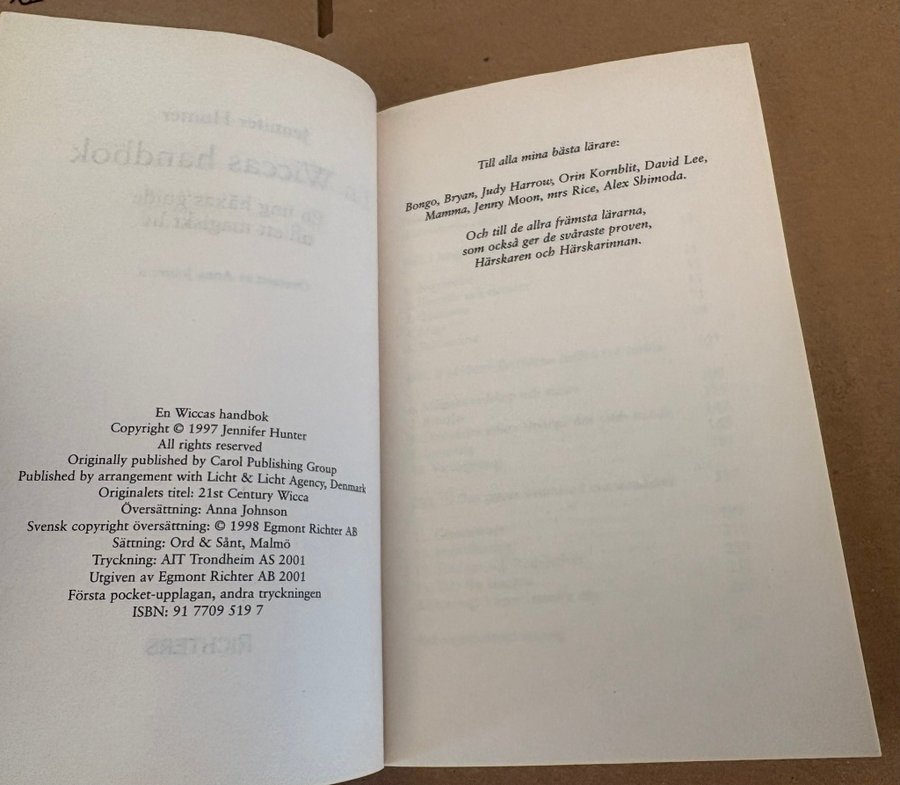 En Wiccas handbok
Copyright © 1997 Jennifer Hunter
All rights reserved
Originally published by Carol Publishing Group
Published by arrangement with Licht & Licht Agency, Denmark
Originalets titel: 21st Century Wicca
Översättning: Anna Johnson
Svensk copyright översättning: © 1998 Egmont Richter AB
Sättning: Ord & Sånt, Malmö
Tryckning: AIT Trondheim AS 2001
Utgiven av Egmont Richter AB 2001
Första pocket-upplagan, andra tryckningen
ISBN: 91 7709 519 7
Till alla mina bästa lärare:
Bongo, Bryan, Judy Harrow, Orin Kornblit, David Lee,
Mamma, Jenny Moon, mrs Rice, Alex Shimoda.
Och till de allra främsta lärarna,
som också ger de svåraste proven,
Härskaren och Härskarinnan.